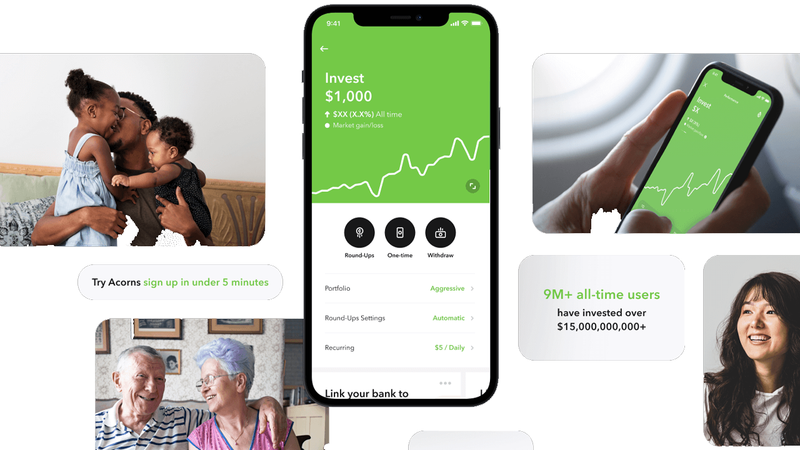 9:41
Invest
$1,000
$XX (X.X%) All time
Market gain/loss
Round-Ups
One-time
Withdraw
Portfolio
Aggressive
Round-Ups Settings
Automatic
Recurring
$5 / Daily
Link your bank to
Try Acorns sign up in under 5 minutes
Invest
$X
9M+ all-time users
have invested over
$15,000,000,000+